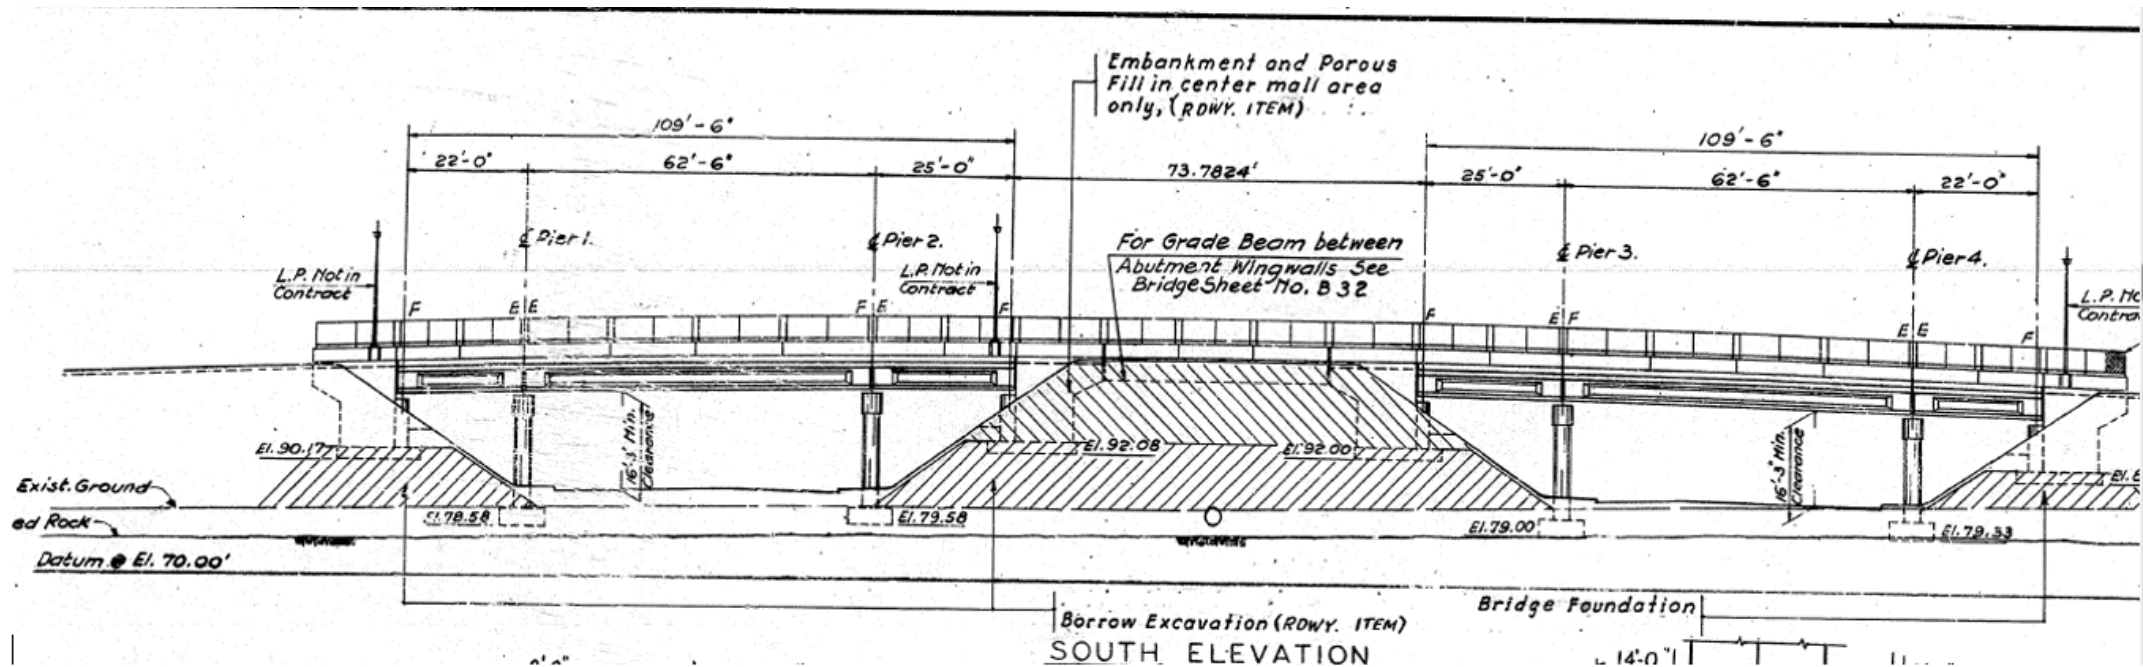 Embankment and Porous
Fill in center mall area
only, (RDWY. ITEM)
109'-6"
109'-6"
22'-0"
62'-6"
25'-0"
73.7824'
25'-0"
62'-6"
22'-0"
℄ Pier 1.
℄ Pier 2.
℄ Pier 3.
℄ Pier 4.
L.P. Not in
Contract
L.P. Not in
Contract
For Grade Beam between
Abutment Wingwalls See
Bridge Sheet No. B 32
L.P.
F
E E
F E
F
F
E F
E E
F
16'-3" Min.
Clearance
16'-3" Min.
Clearance
El. 90.17
El. 92.08
El. 92.00
Exist. Ground
El. 78.58
El. 79.58
El. 79.00
El. 79.33
ed Rock
Datum @ El. 70.00'
Borrow Excavation (RDWY. ITEM)
Bridge Foundation
SOUTH ELEVATION
14'-0"